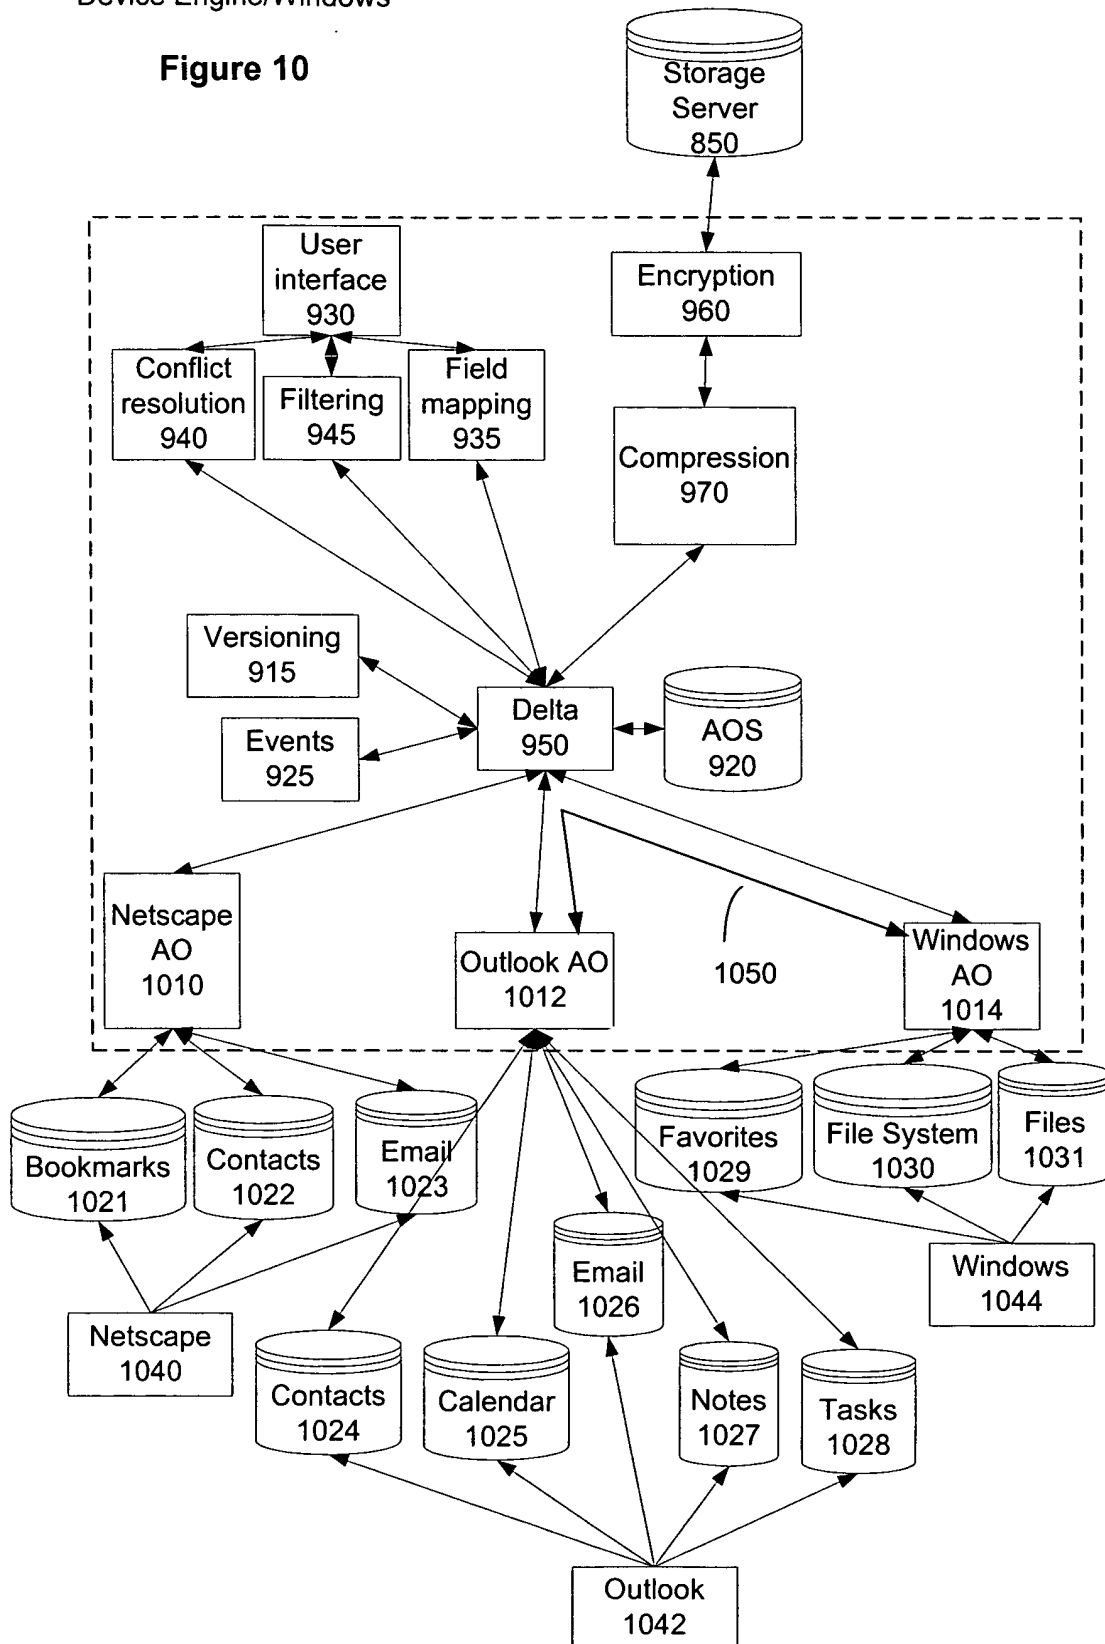 Device Engine/Windows
Figure 10
Storage
Server
850
User
interface
930
Encryption
960
Conflict
resolution
940
Filtering
945
Field
mapping
935
Compression
970
Versioning
915
Events
925
Delta
950
AOS
920
Netscape
AO
1010
Outlook AO
1012
1050
Windows
AO
1014
Bookmarks
1021
Contacts
1022
Email
1023
Favorites
1029
File System
1030
Files
1031
Email
1026
Windows
1044
Netscape
1040
Contacts
1024
Calendar
1025
Notes
1027
Tasks
1028
Outlook
1042